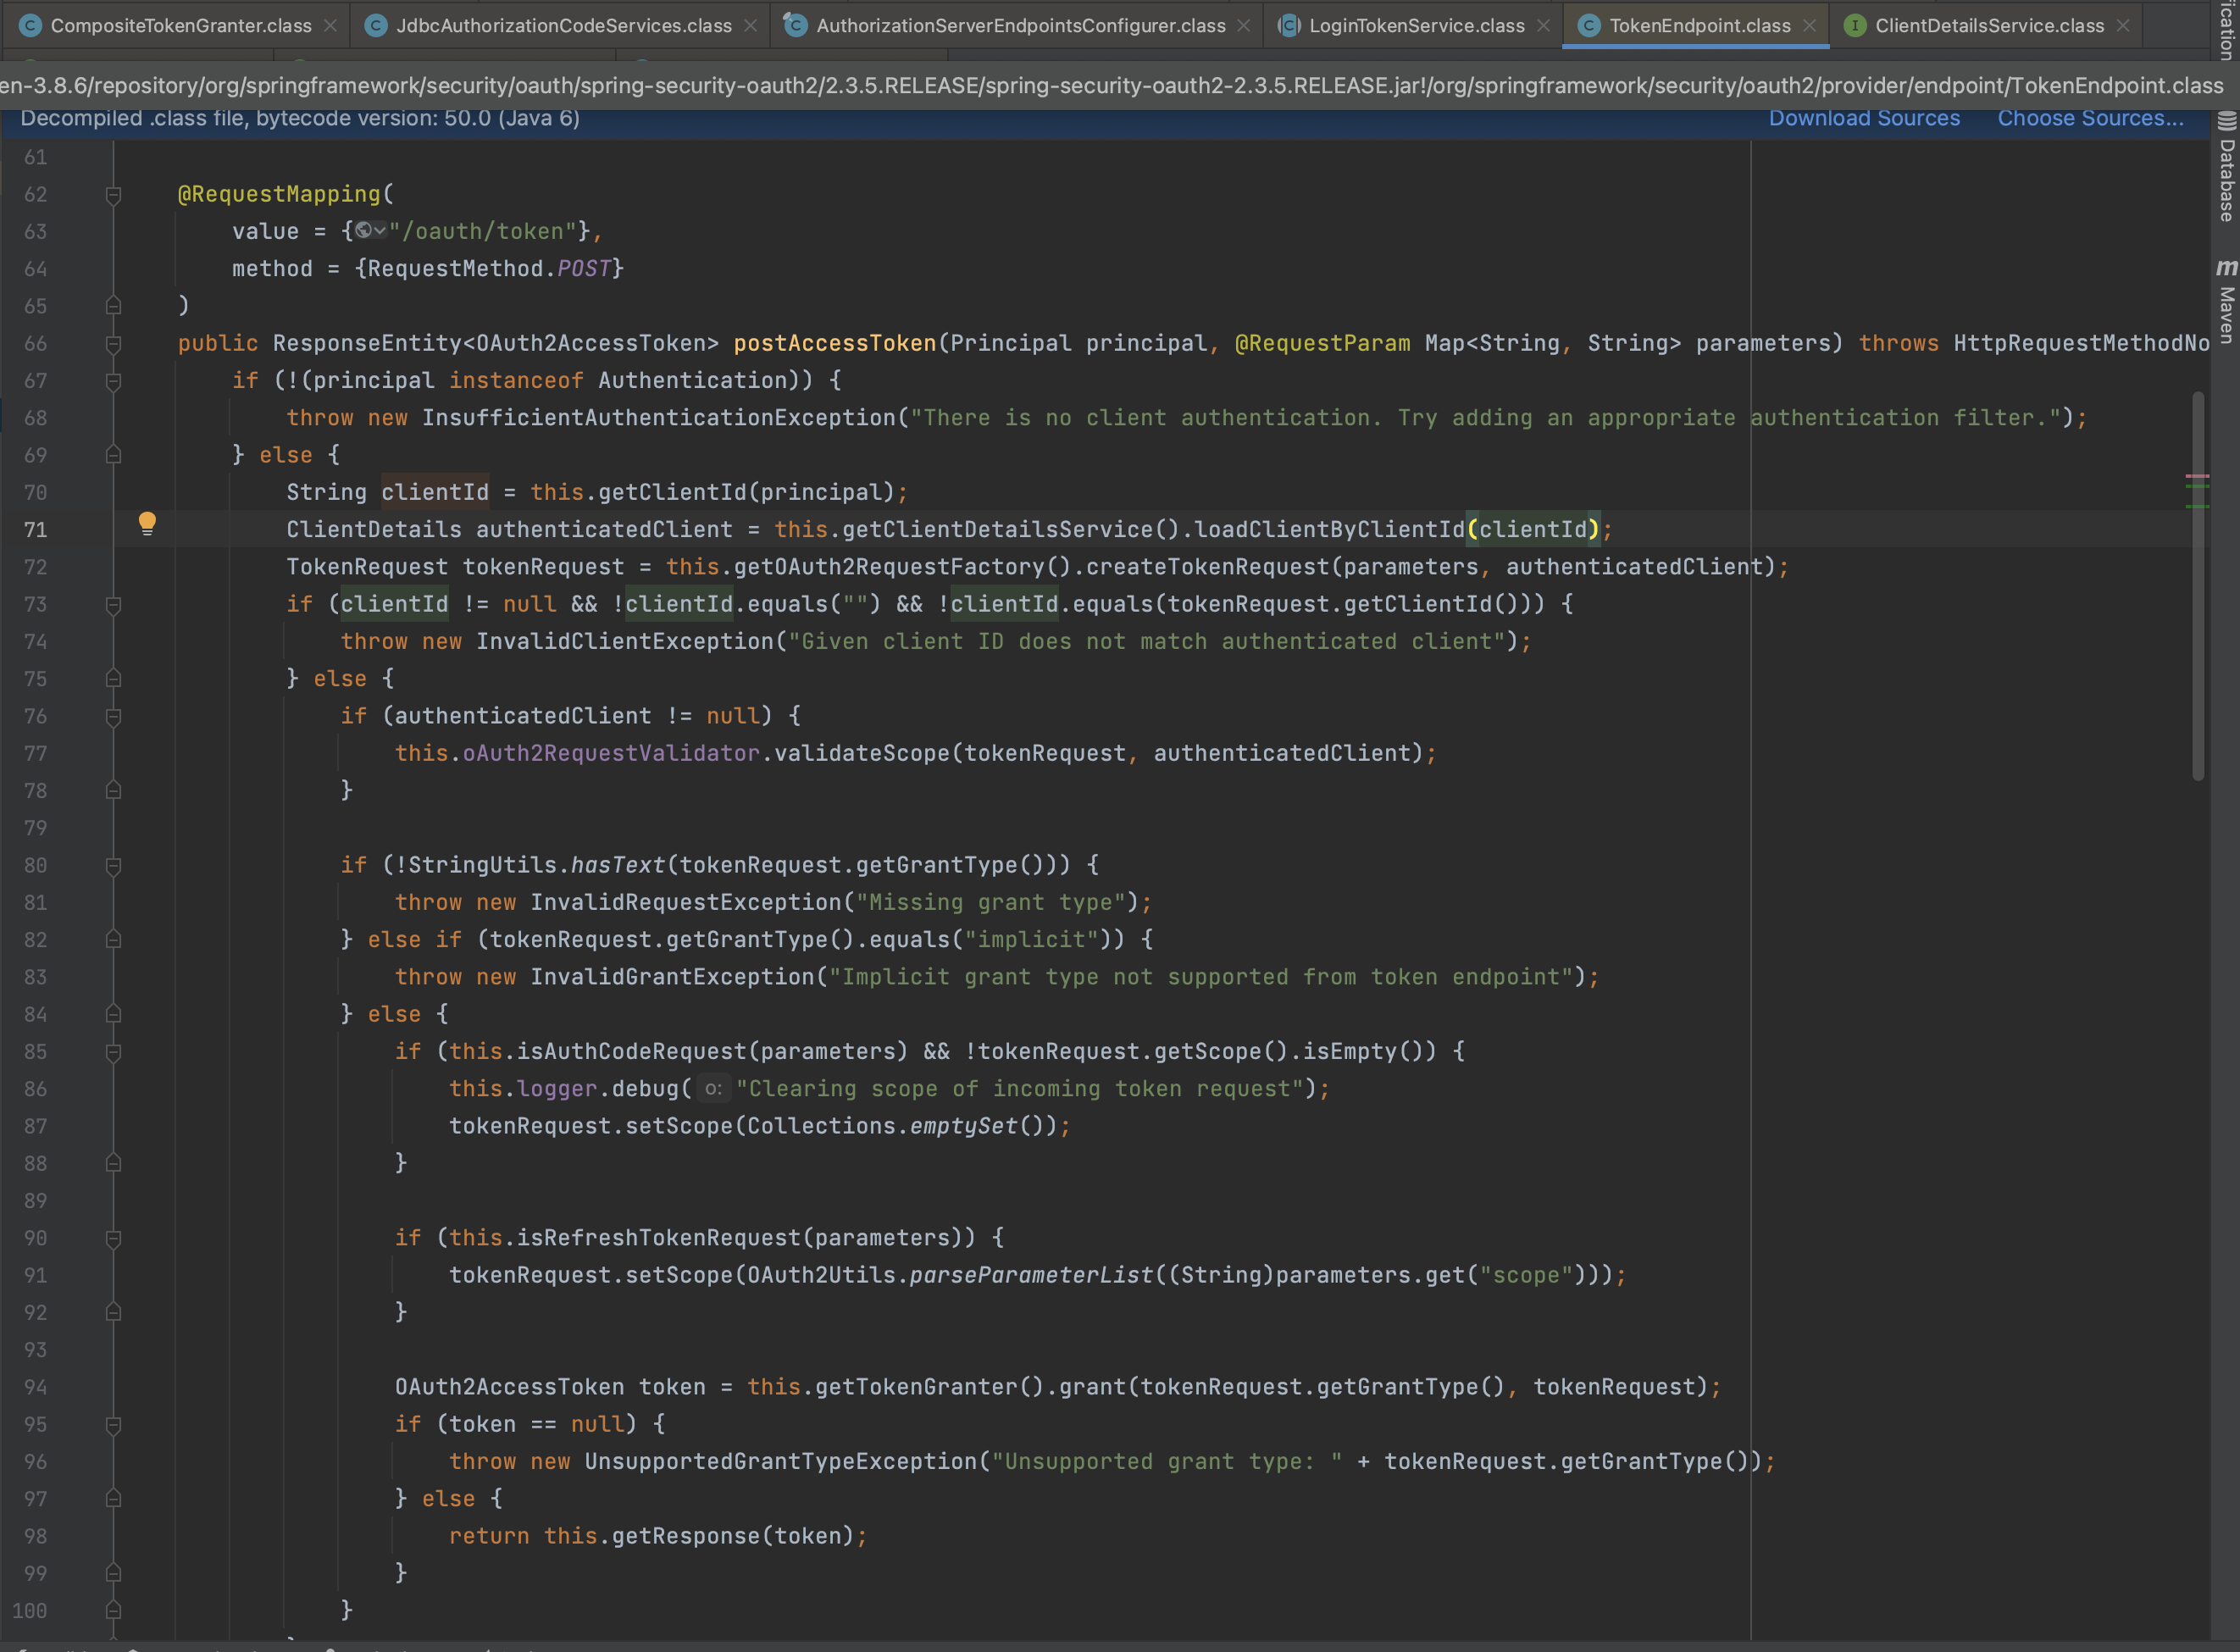 CompositeTokenGranter.class JdbcAuthorizationCodeServices.class AuthorizationServerEndpointsConfigurer.class LoginTokenService.class TokenEndpoint.class ClientDetailsService.class
en-3.8.6/repository/org/springframework/security/oauth/spring-security-oauth2/2.3.5.RELEASE/spring-security-oauth2-2.3.5.RELEASE.jar!/org/springframework/security/oauth2/provider/endpoint/TokenEndpoint.class
Decompiled .class file, bytecode version: 50.0 (Java 6) Download Sources Choose Sources...
61
62 @RequestMapping(
63 value = {"/oauth/token"},
64 method = {RequestMethod.POST}
65 )
66 public ResponseEntity<OAuth2AccessToken> postAccessToken(Principal principal, @RequestParam Map<String, String> parameters) throws HttpRequestMethodNo
67 if (!(principal instanceof Authentication)) {
68 throw new InsufficientAuthenticationException("There is no client authentication. Try adding an appropriate authentication filter.");
69 } else {
70 String clientId = this.getClientId(principal);
71 ClientDetails authenticatedClient = this.getClientDetailsService().loadClientByClientId(clientId);
72 TokenRequest tokenRequest = this.getOAuth2RequestFactory().createTokenRequest(parameters, authenticatedClient);
73 if (clientId != null && !clientId.equals("") && !clientId.equals(tokenRequest.getClientId())) {
74 throw new InvalidClientException("Given client ID does not match authenticated client");
75 } else {
76 if (authenticatedClient != null) {
77 this.oAuth2RequestValidator.validateScope(tokenRequest, authenticatedClient);
78 }
79
80 if (!StringUtils.hasText(tokenRequest.getGrantType())) {
81 throw new InvalidRequestException("Missing grant type");
82 } else if (tokenRequest.getGrantType().equals("implicit")) {
83 throw new InvalidGrantException("Implicit grant type not supported from token endpoint");
84 } else {
85 if (this.isAuthCodeRequest(parameters) && !tokenRequest.getScope().isEmpty()) {
86 this.logger.debug( o: "Clearing scope of incoming token request");
87 tokenRequest.setScope(Collections.emptySet());
88 }
89
90 if (this.isRefreshTokenRequest(parameters)) {
91 tokenRequest.setScope(OAuth2Utils.parseParameterList((String)parameters.get("scope")));
92 }
93
94 OAuth2AccessToken token = this.getTokenGranter().grant(tokenRequest.getGrantType(), tokenRequest);
95 if (token == null) {
96 throw new UnsupportedGrantTypeException("Unsupported grant type: " + tokenRequest.getGrantType());
97 } else {
98 return this.getResponse(token);
99 }
100 }
ication
Database
m Maven